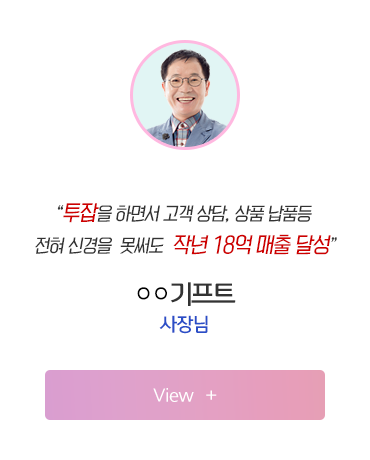 “투잡을 하면서 고객 상담, 상품 납품등
전혀 신경을 못써도 작년 18억 매출 달성”
ㅇㅇ기프트
사장님
View +